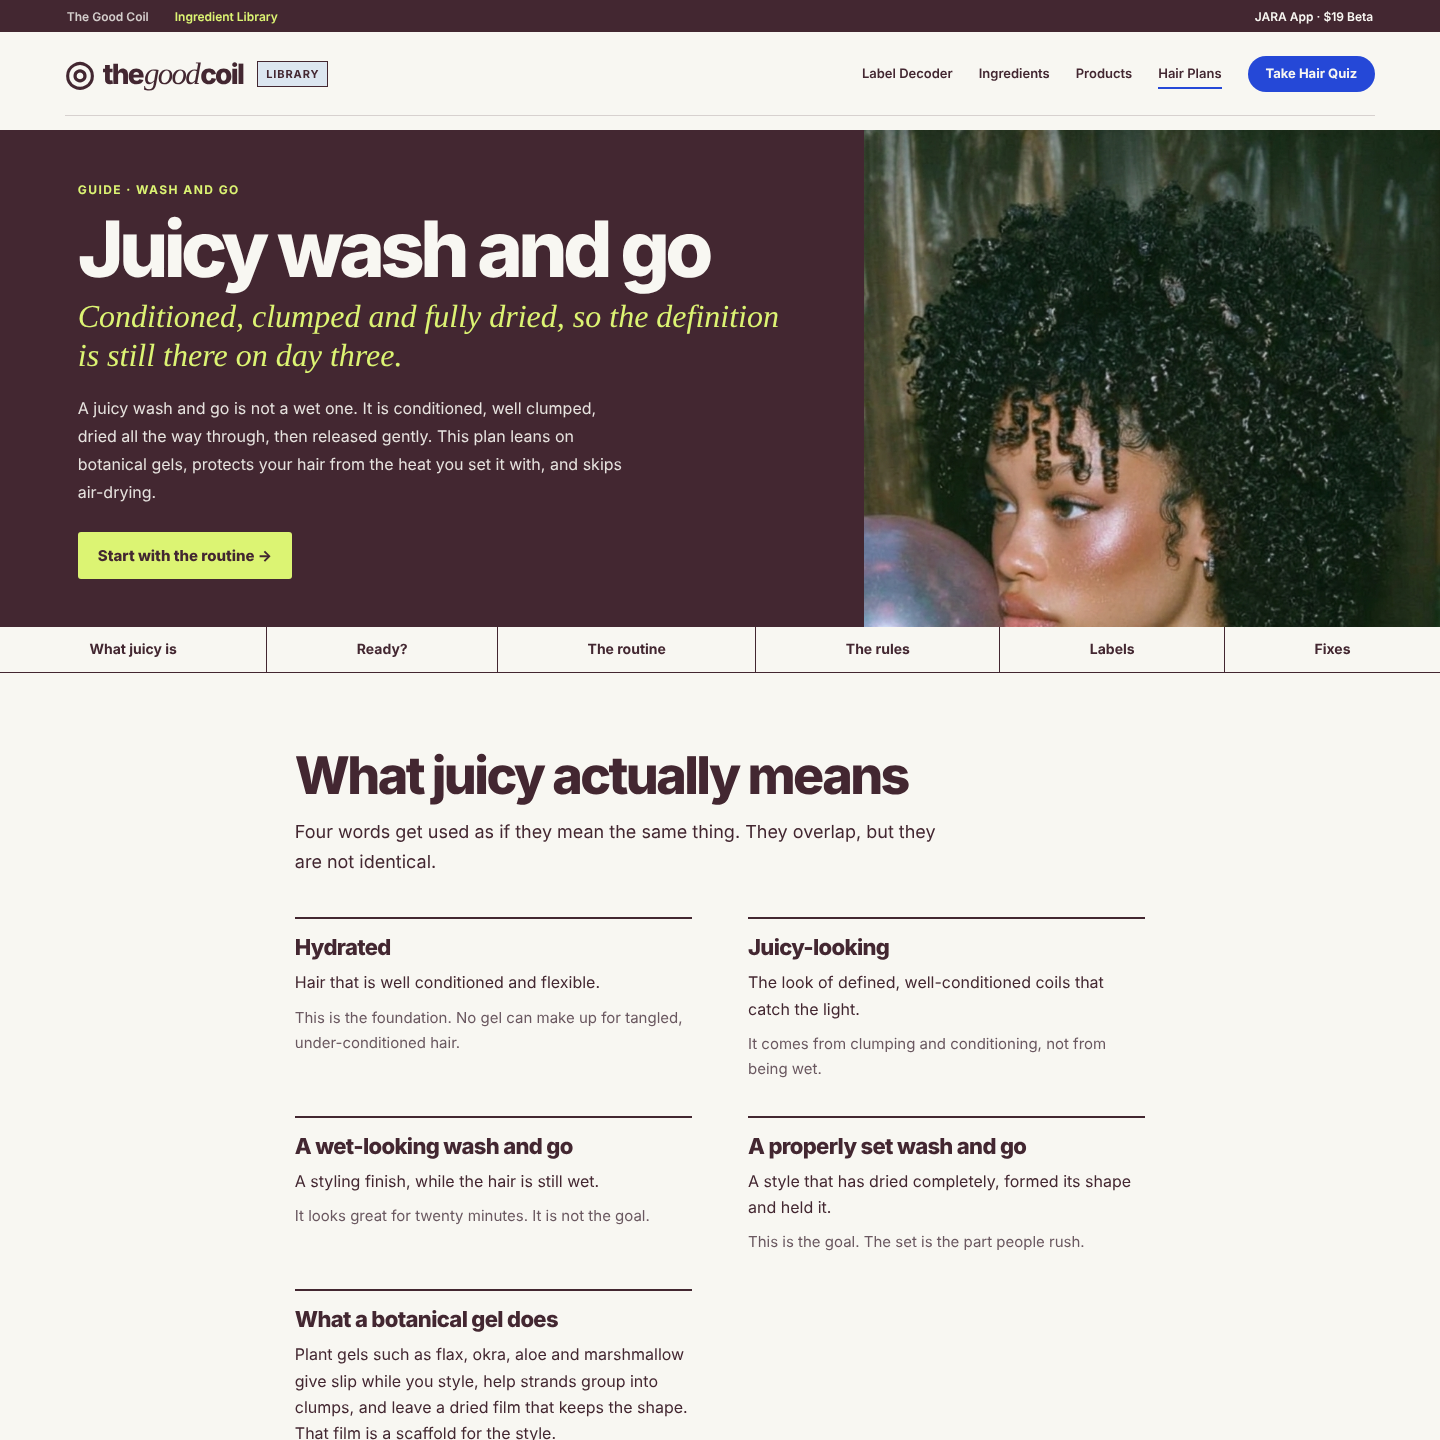 The Good Coil
Ingredient Library
JARA App · $19 Beta
thegoodcoil
LIBRARY
Label Decoder
Ingredients
Products
Hair Plans
Take Hair Quiz
GUIDE · WASH AND GO
Juicy wash and go
Conditioned, clumped and fully dried, so the definition
is still there on day three.
A juicy wash and go is not a wet one. It is conditioned, well clumped,
dried all the way through, then released gently. This plan leans on
botanical gels, protects your hair from the heat you set it with, and skips
air-drying.
Start with the routine →
What juicy is
Ready?
The routine
The rules
Labels
Fixes
What juicy actually means
Four words get used as if they mean the same thing. They overlap, but they
are not identical.
Hydrated
Hair that is well conditioned and flexible.
This is the foundation. No gel can make up for tangled,
under-conditioned hair.
Juicy-looking
The look of defined, well-conditioned coils that
catch the light.
It comes from clumping and conditioning, not from
being wet.
A wet-looking wash and go
A styling finish, while the hair is still wet.
It looks great for twenty minutes. It is not the goal.
A properly set wash and go
A style that has dried completely, formed its shape
and held it.
This is the goal. The set is the part people rush.
What a botanical gel does
Plant gels such as flax, okra, aloe and marshmallow
give slip while you style, help strands group into
clumps, and leave a dried film that keeps the shape.
That film is a scaffold for the style.